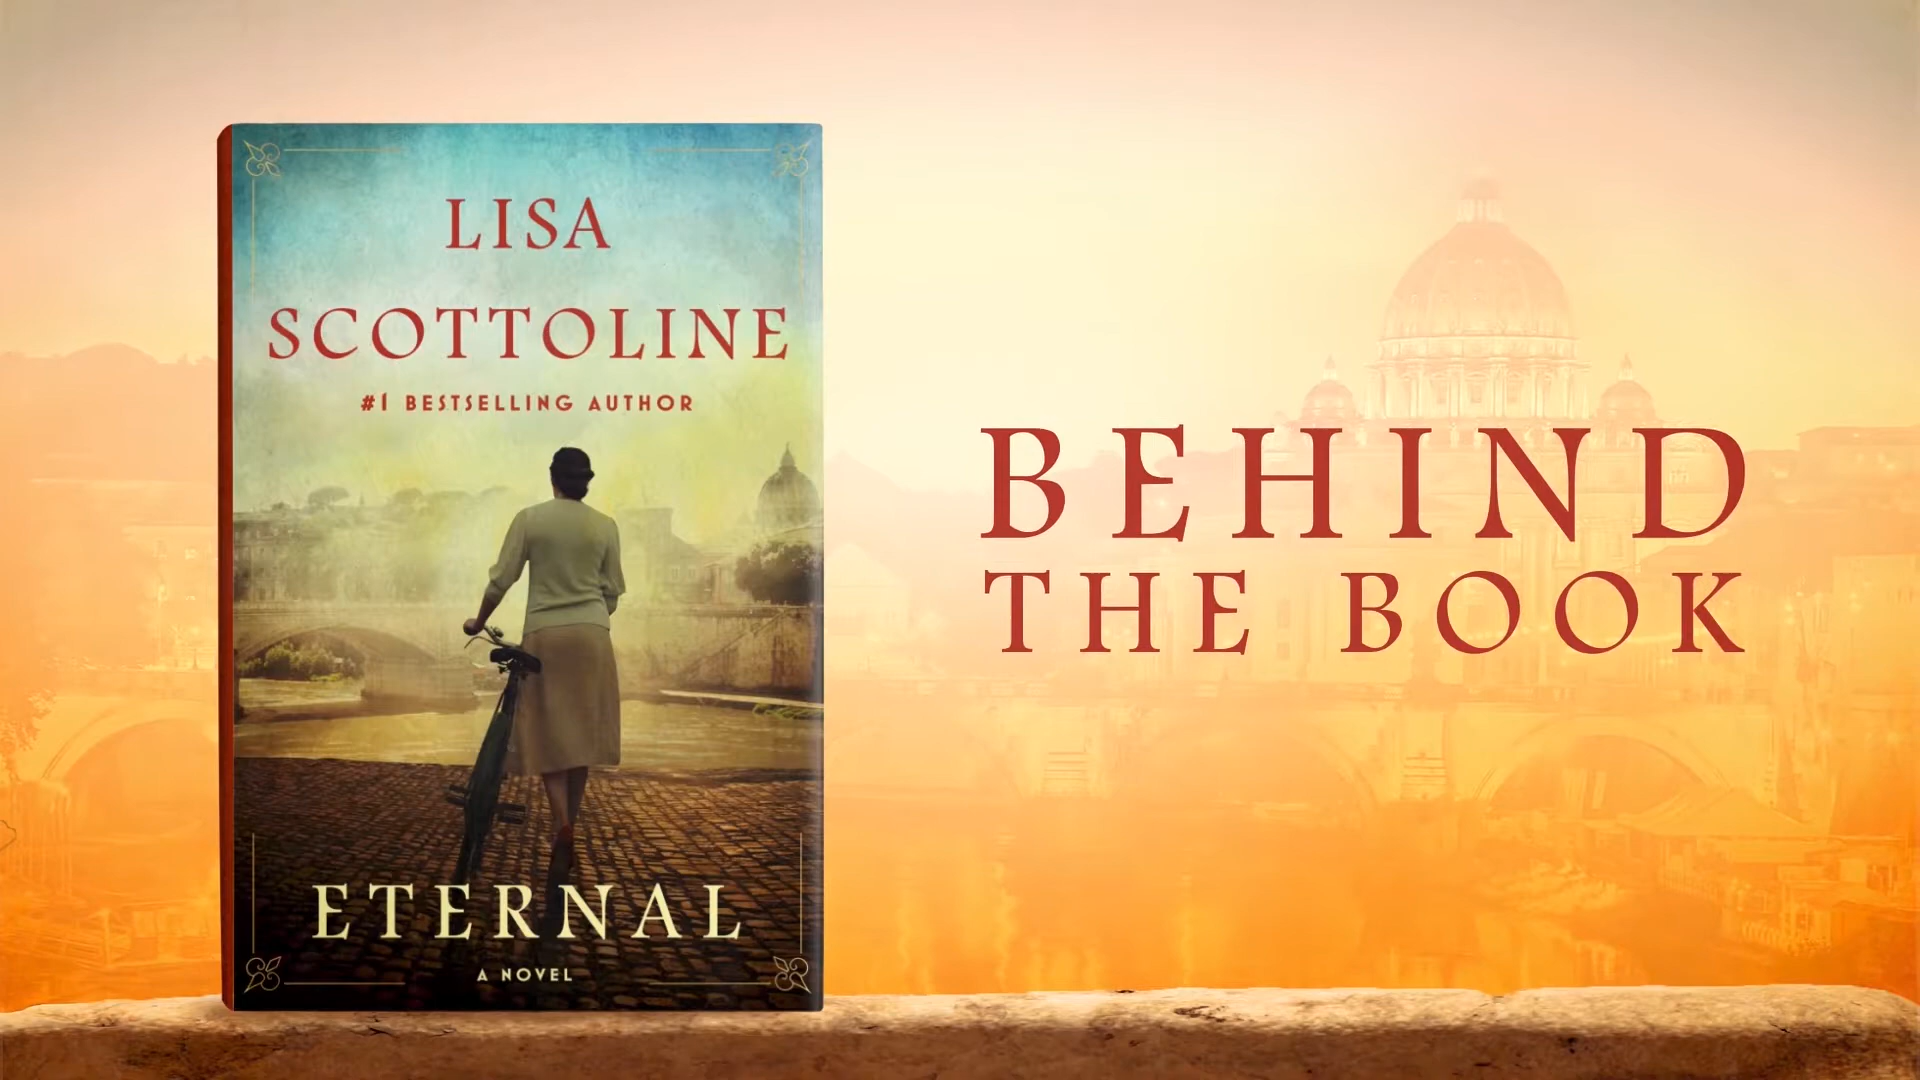 LISA
SCOTTOLINE
#1 BESTSELLING AUTHOR
ETERNAL
A NOVEL
BEHIND
THE BOOK